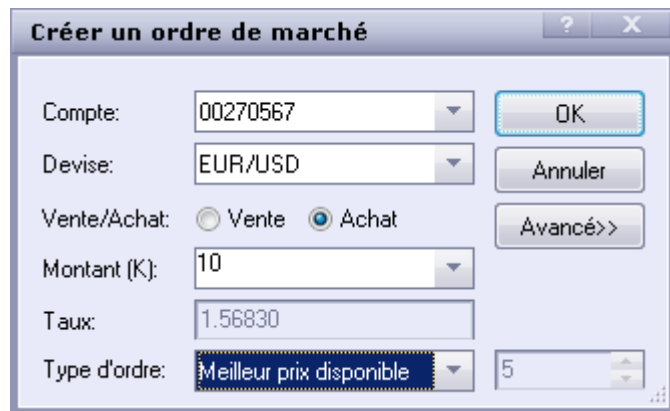 Créer un ordre de marché ? X
Compte: 00270567 OK
Devise: EUR/USD Annuler
Vente/Achat: Vente Achat Avancé>>
Montant (K): 10
Taux: 1.56830
Type d'ordre: Meilleur prix disponible 5